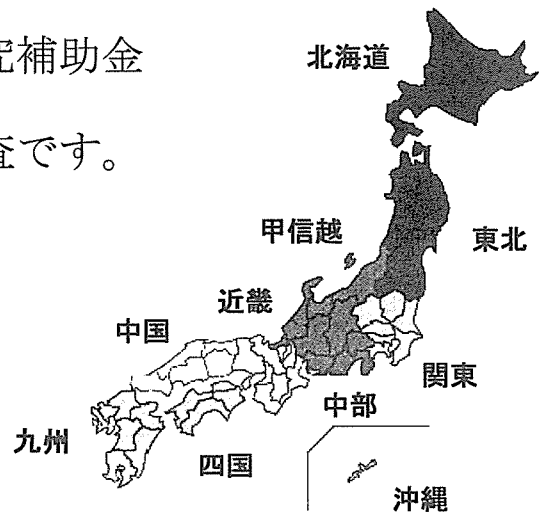 究補助金
査です。
北海道
甲信越
東北
近畿
中国
関東
中部
九州
四国
沖縄